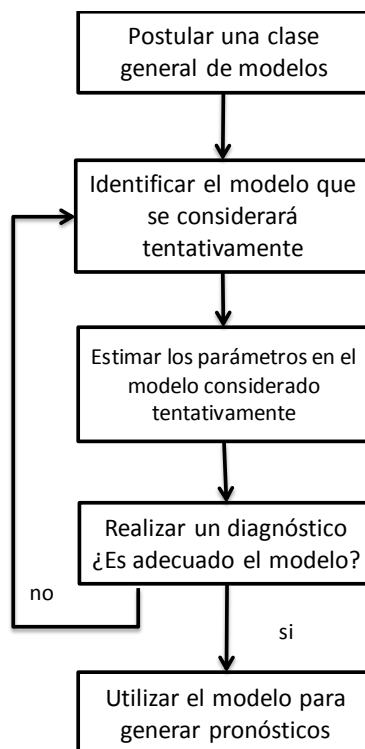 Postular una clase
general de modelos
Identificar el modelo que
se considerará
tentativamente
Estimar los parámetros en el
modelo considerado
tentativamente
Realizar un diagnóstico
¿Es adecuado el modelo?
no
si
Utilizar el modelo para
generar pronósticos